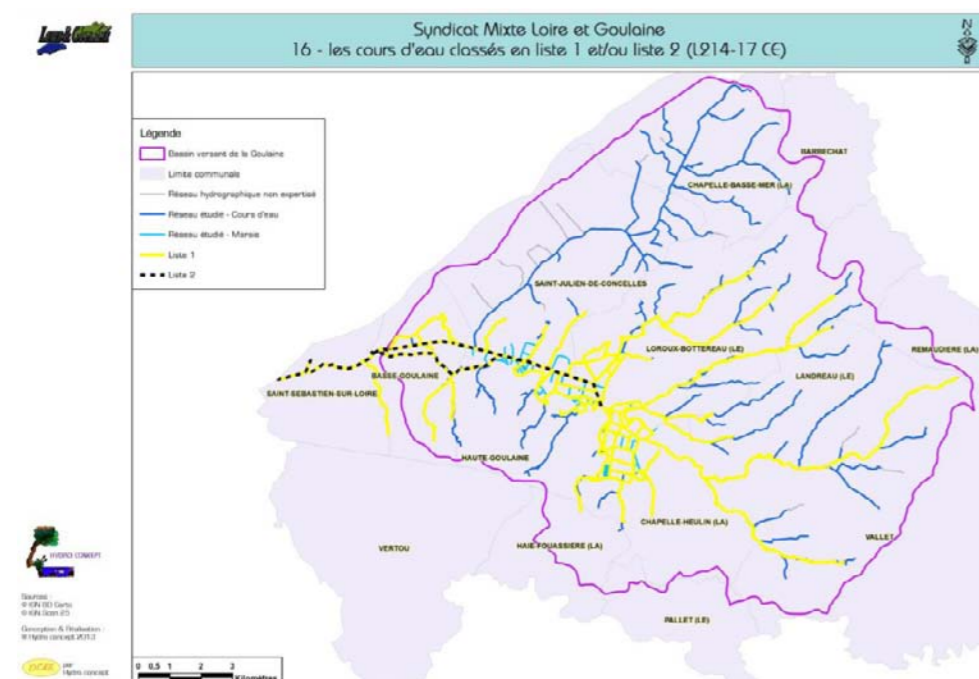 Loire & Goulaine
Syndicat Mixte Loire et Goulaine
16 - les cours d'eau classés en liste 1 et/ou liste 2 (L214-17 CE)
N
Légende
Bassin versant de la Goulaine
Limite communale
Réseau hydrographique non expertisé
Réseau étudié - Cours d'eau
Réseau étudié - Marais
Liste 1
Liste 2
BARBECHAT
CHAPELLE-BASSE-MER (LA)
SAINT-JULIEN-DE-CONCELLES
LOROUX-BOTTEREAU (LE)
REMAUDIERE (LA)
LANDREAU (LE)
BASSE-GOULAINE
SAINT-SEBASTIEN-SUR-LOIRE
HAUTE-GOULAINE
CHAPELLE-HEULIN (LA)
VALLET
VERTOU
HAIE-FOUASSIERE (LA)
PALLET (LE)
HYDRO CONCEPT
Sources :
© IGN BD Carto
© IGN Scan 25
Conception & Réalisation :
© Hydro concept 2013
par
Hydro concept
0 0,5 1 2 3
Kilomètres